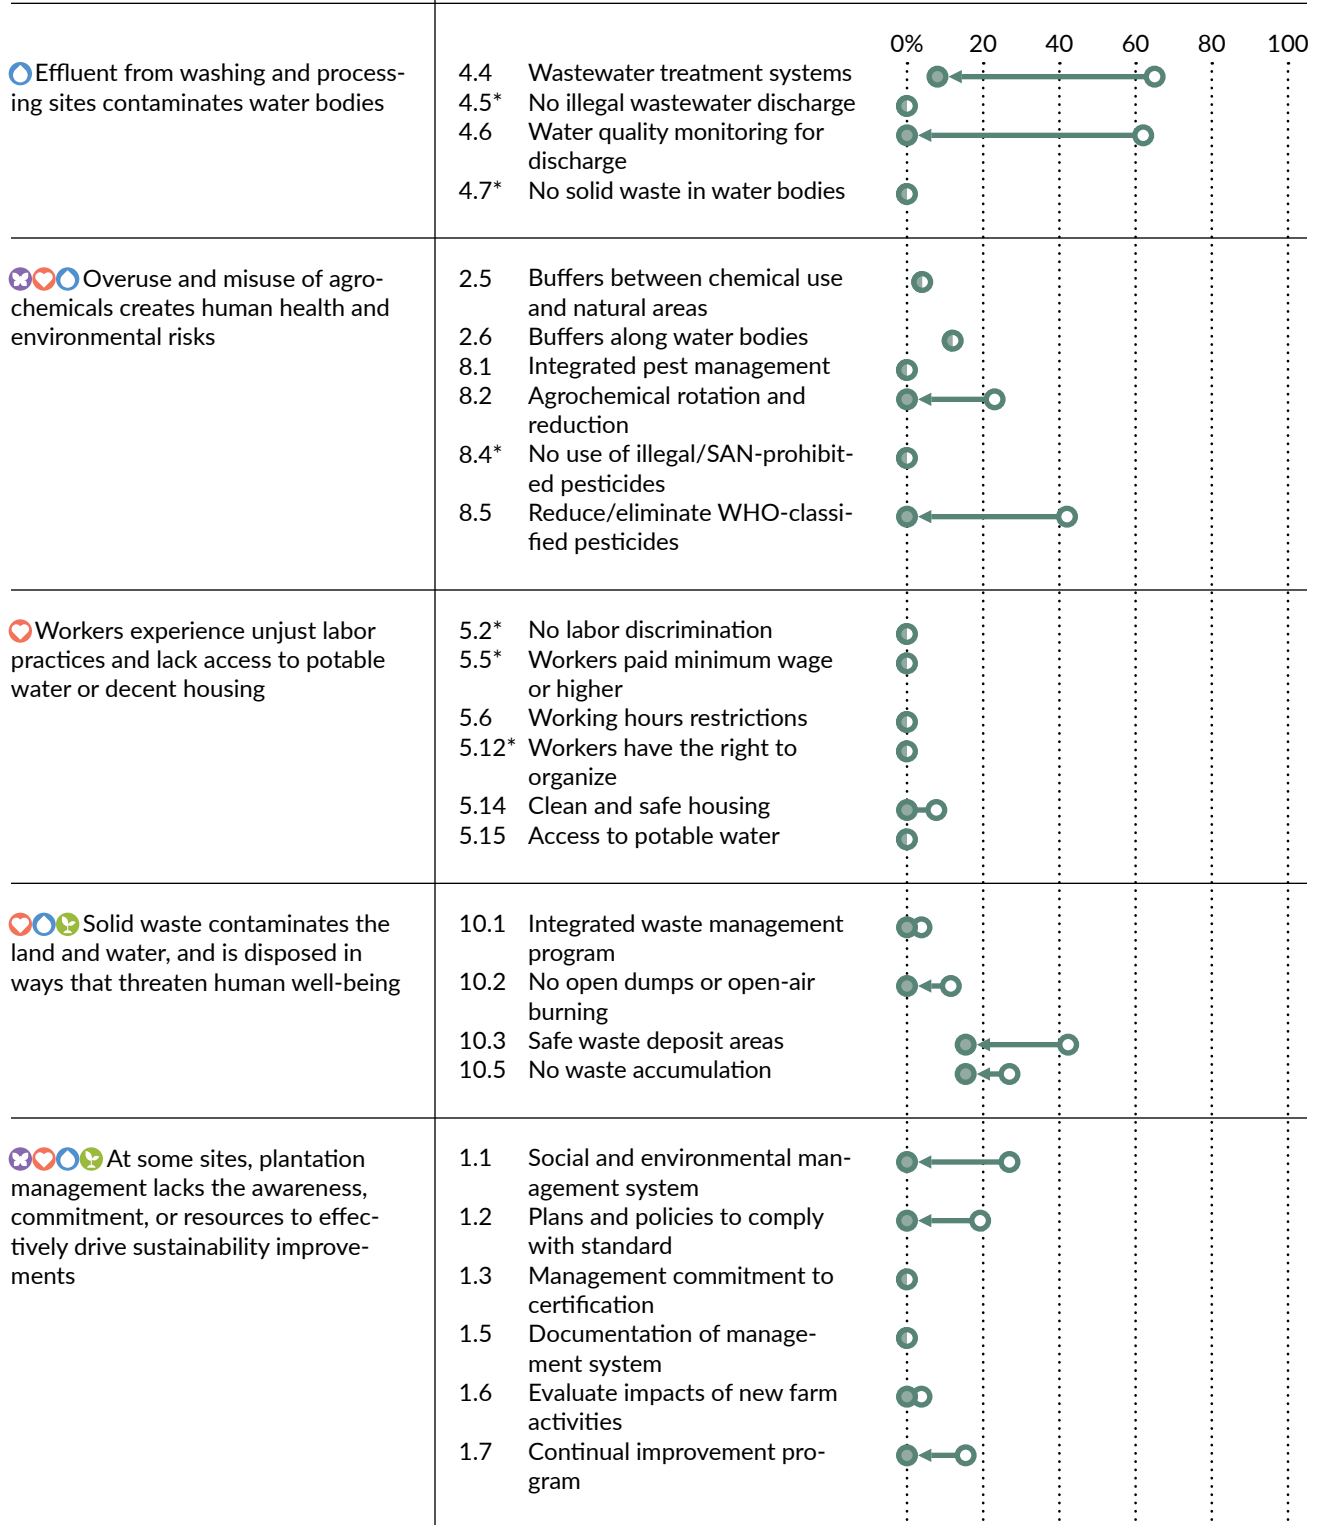 0% 20 40 60 80 100
Effluent from washing and process-
ing sites contaminates water bodies
4.4 Wastewater treatment systems
4.5* No illegal wastewater discharge
4.6 Water quality monitoring for
discharge
4.7* No solid waste in water bodies
Overuse and misuse of agro-
chemicals creates human health and
environmental risks
2.5 Buffers between chemical use
and natural areas
2.6 Buffers along water bodies
8.1 Integrated pest management
8.2 Agrochemical rotation and
reduction
8.4* No use of illegal/SAN-prohibit-
ed pesticides
8.5 Reduce/eliminate WHO-classi-
fied pesticides
Workers experience unjust labor
practices and lack access to potable
water or decent housing
5.2* No labor discrimination
5.5* Workers paid minimum wage
or higher
5.6 Working hours restrictions
5.12* Workers have the right to
organize
5.14 Clean and safe housing
5.15 Access to potable water
Solid waste contaminates the
land and water, and is disposed in
ways that threaten human well-being
10.1 Integrated waste management
program
10.2 No open dumps or open-air
burning
10.3 Safe waste deposit areas
10.5 No waste accumulation
At some sites, plantation
management lacks the awareness,
commitment, or resources to effec-
tively drive sustainability improve-
ments
1.1 Social and environmental man-
agement system
1.2 Plans and policies to comply
with standard
1.3 Management commitment to
certification
1.5 Documentation of manage-
ment system
1.6 Evaluate impacts of new farm
activities
1.7 Continual improvement pro-
gram